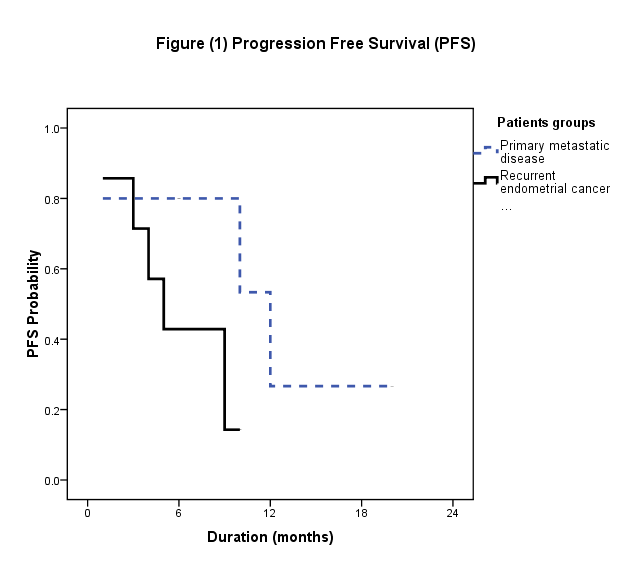 Figure (1) Progression Free Survival (PFS)
Patients groups
Primary metastatic
disease
Recurrent
endometrial cancer
...
PFS Probability
1.0
0.8
0.6
0.4
0.2
0.0
0 6 12 18 24
Duration (months)